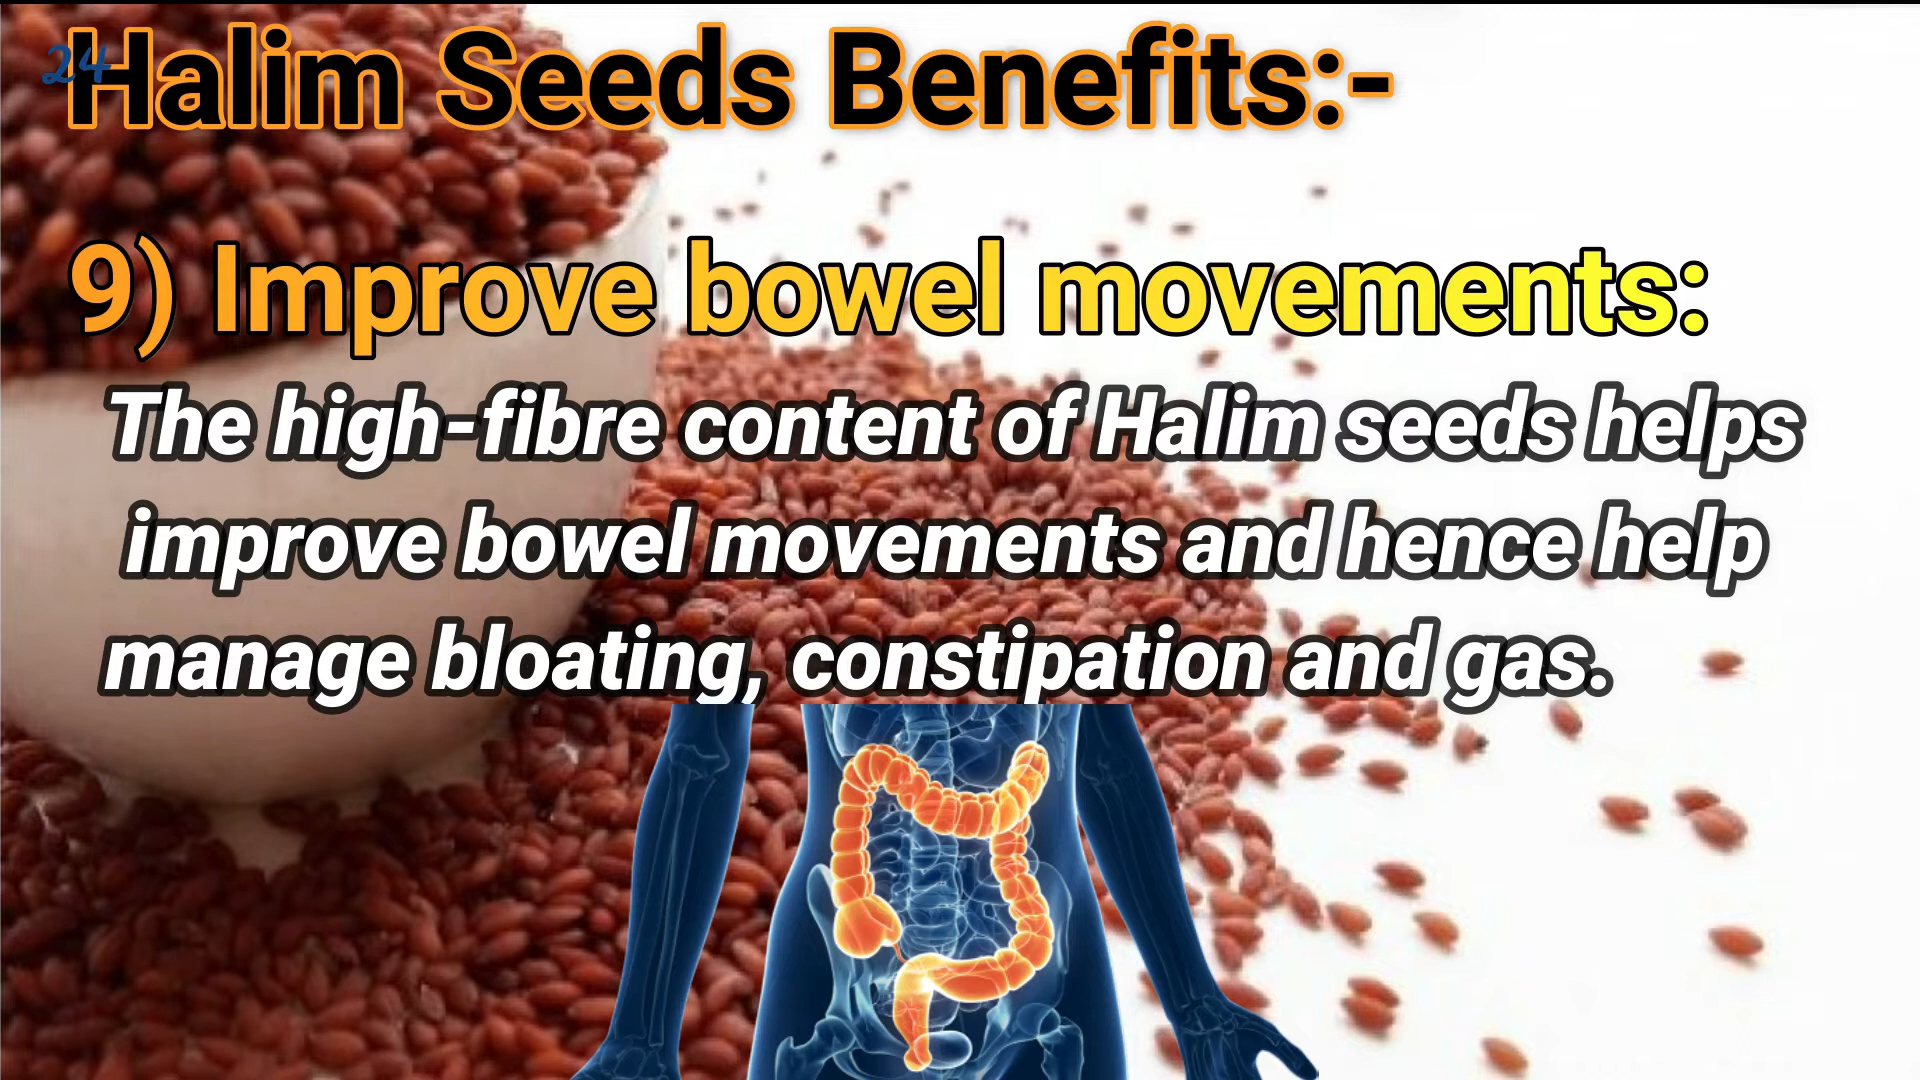 24
Halim Seeds Benefits:-
9) Improve bowel movements:
The high-fibre content of Halim seeds helps
improve bowel movements and hence help
manage bloating, constipation and gas.